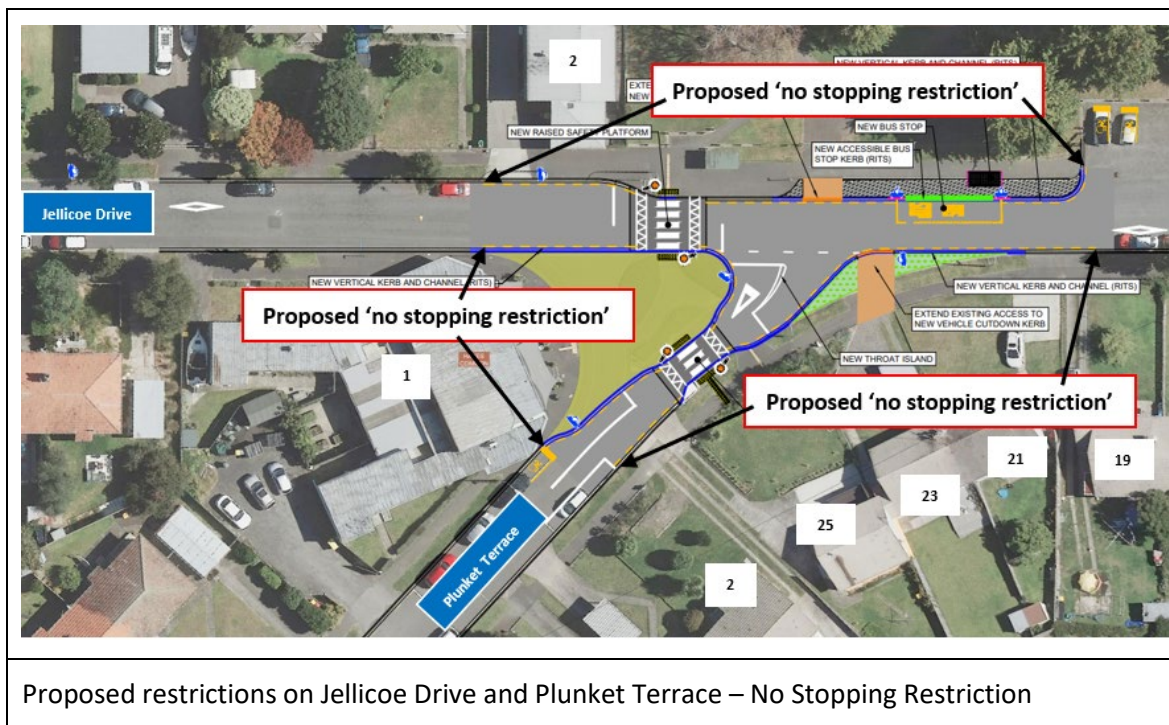 2
NEW VERTICAL KERB AND CHANNEL (RITS)
EXT
NEW
Proposed ‘no stopping restriction’
NEW RAISED SAFETY PLATFORM
NEW BUS STOP
NEW ACCESSIBLE BUS
STOP KERB (RITS)
Jellicoe Drive
NEW VERTICAL KERB AND CHANNEL (RITS)
NEW VERTICAL KERB AND CHANNEL (RITS)
Proposed ‘no stopping restriction’
EXTEND EXISTING ACCESS TO
NEW VEHICLE CUTDOWN KERB
NEW THROAT ISLAND
1
Proposed ‘no stopping restriction’
21
19
23
25
Plunket Terrace
2
Proposed restrictions on Jellicoe Drive and Plunket Terrace – No Stopping Restriction